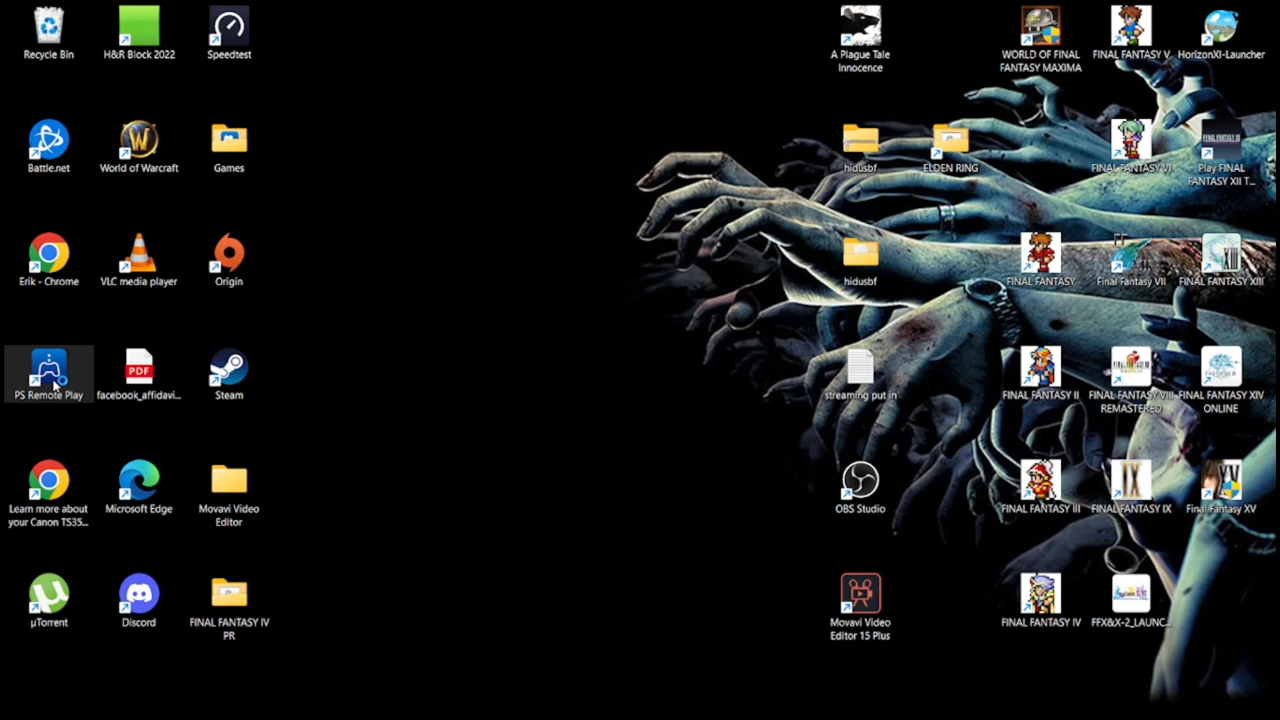 Recycle Bin
H&R Block 2022
Speedtest
A Plague Tale
Innocence
WORLD OF FINAL
FANTASY MAXIMA
FINAL FANTASY V
HorizonXI-Launcher
Battle.net
World of Warcraft
Games
hidusbf
ELDEN RING
FINAL FANTASY VI
Play FINAL
FANTASY XII T...
Erik - Chrome
VLC media player
Origin
hidusbf
FINAL FANTASY
Final Fantasy VII
FINAL FANTASY XIII
XIII
PS Remote Play
PDF
facebook_affidavi...
Steam
streaming put in
FINAL FANTASY II
FINAL FANTASY VIII
REMASTERED
FINAL FANTASY XIV
ONLINE
Learn more about
your Canon TS35...
Microsoft Edge
Movavi Video
Editor
OBS Studio
FINAL FANTASY III
IX
FINAL FANTASY IX
XV
Final Fantasy XV
µTorrent
Discord
FINAL FANTASY IV
PR
Movavi Video
Editor 15 Plus
FINAL FANTASY IV
FFX&X-2_LAUNC...